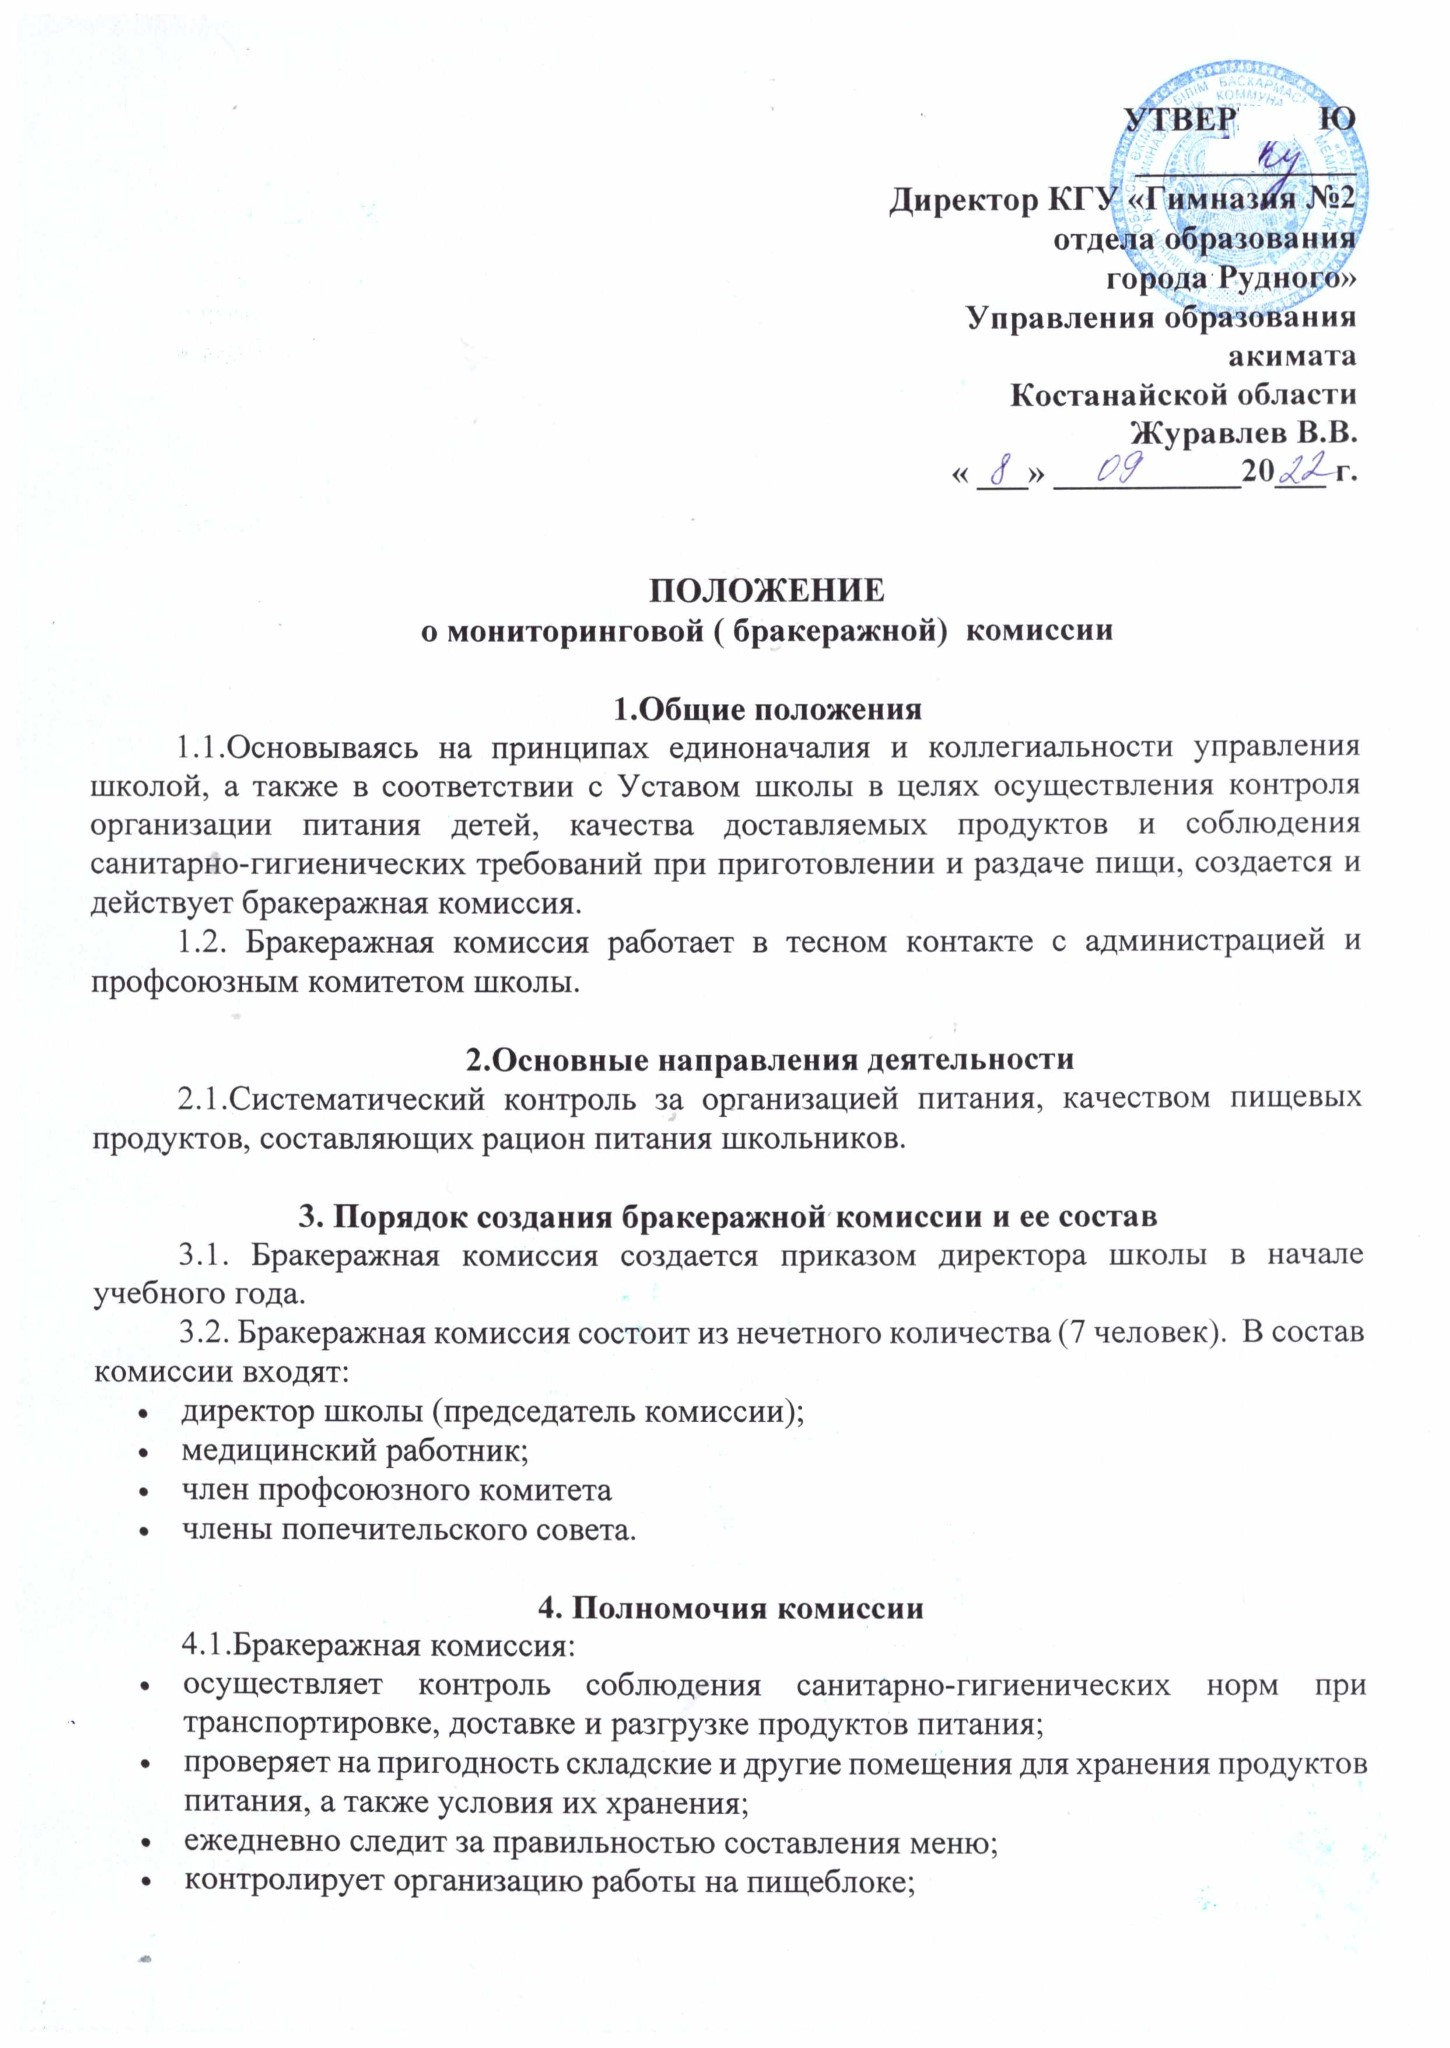 УТВЕР Ю
Директор КГУ «Гимназия №2
отдела образования
города Рудного»
Управления образования
акимата
Костанайской области
Журавлев В.В.
« 8 » 09 2022 г.
ПОЛОЖЕНИЕ
о мониторинговой ( бракеражной) комиссии
1.Общие положения
1.1.Основываясь на принципах единоначалия и коллегиальности управления
школой, а также в соответствии с Уставом школы в целях осуществления контроля
организации питания детей, качества доставляемых продуктов и соблюдения
санитарно-гигиенических требований при приготовлении и раздаче пищи, создается и
действует бракеражная комиссия.
1.2. Бракеражная комиссия работает в тесном контакте с администрацией и
профсоюзным комитетом школы.
2.Основные направления деятельности
2.1.Систематический контроль за организацией питания, качеством пищевых
продуктов, составляющих рацион питания школьников.
3. Порядок создания бракеражной комиссии и ее состав
3.1. Бракеражная комиссия создается приказом директора школы в начале
учебного года.
3.2. Бракеражная комиссия состоит из нечетного количества (7 человек). В состав
комиссии входят:
• директор школы (председатель комиссии);
• медицинский работник;
• член профсоюзного комитета
• члены попечительского совета.
4. Полномочия комиссии
4.1.Бракеражная комиссия:
• осуществляет контроль соблюдения санитарно-гигиенических норм при
транспортировке, доставке и разгрузке продуктов питания;
• проверяет на пригодность складские и другие помещения для хранения продуктов
питания, а также условия их хранения;
• ежедневно следит за правильностью составления меню;
• контролирует организацию работы на пищеблоке;